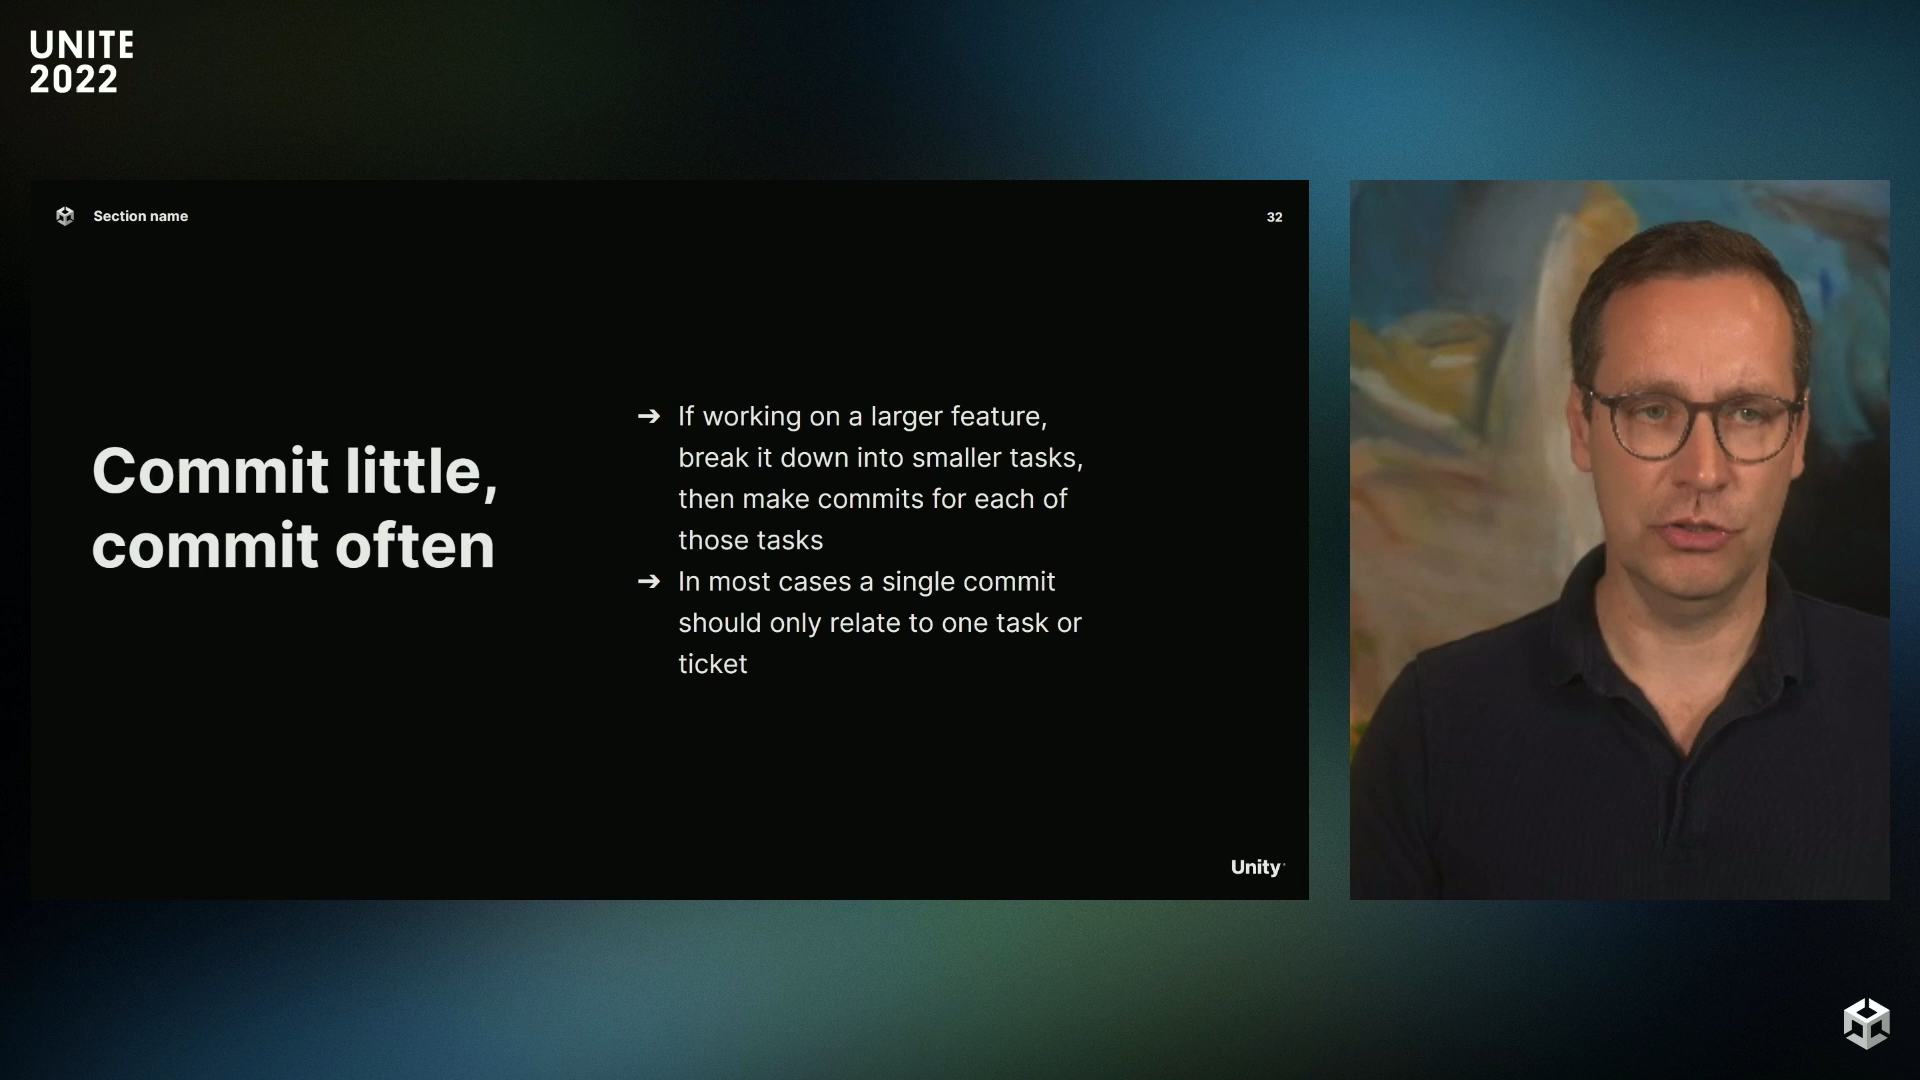 UNITE
2022
Section name
32
Commit little,
commit often
➔ If working on a larger feature,
break it down into smaller tasks,
then make commits for each of
those tasks
➔ In most cases a single commit
should only relate to one task or
ticket
Unity